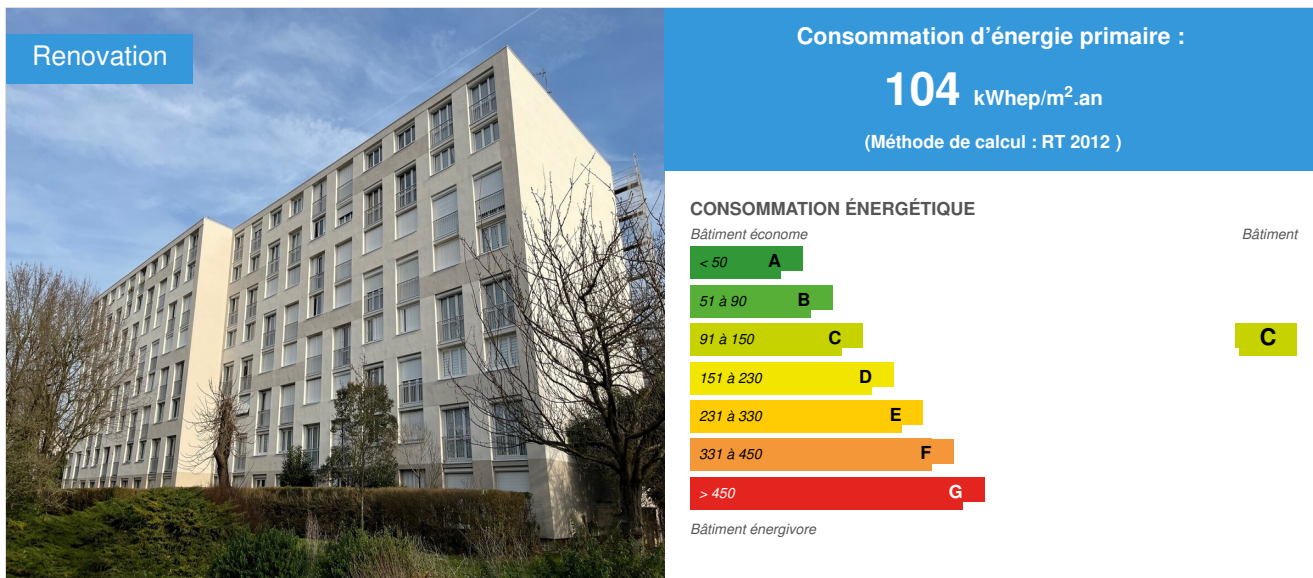 Renovation
Consommation d'énergie primaire :
104 kWhep/m².an
(Méthode de calcul : RT 2012 )
CONSOMMATION ÉNERGÉTIQUE
Bâtiment économe
Bâtiment
< 50 A
51 à 90 B
91 à 150 C
C
151 à 230 D
231 à 330 E
331 à 450 F
> 450 G
Bâtiment énergivore